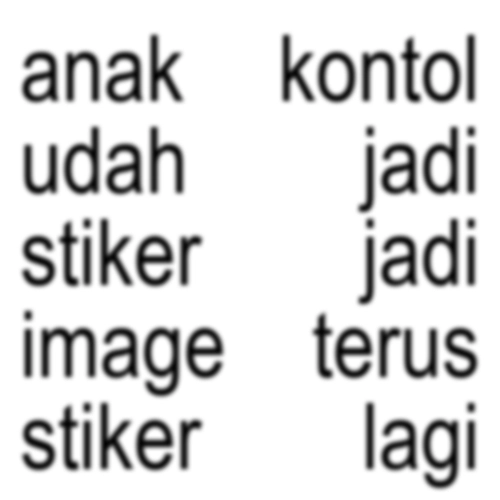 anak kontol
udah jadi
stiker jadi
image terus
stiker lagi